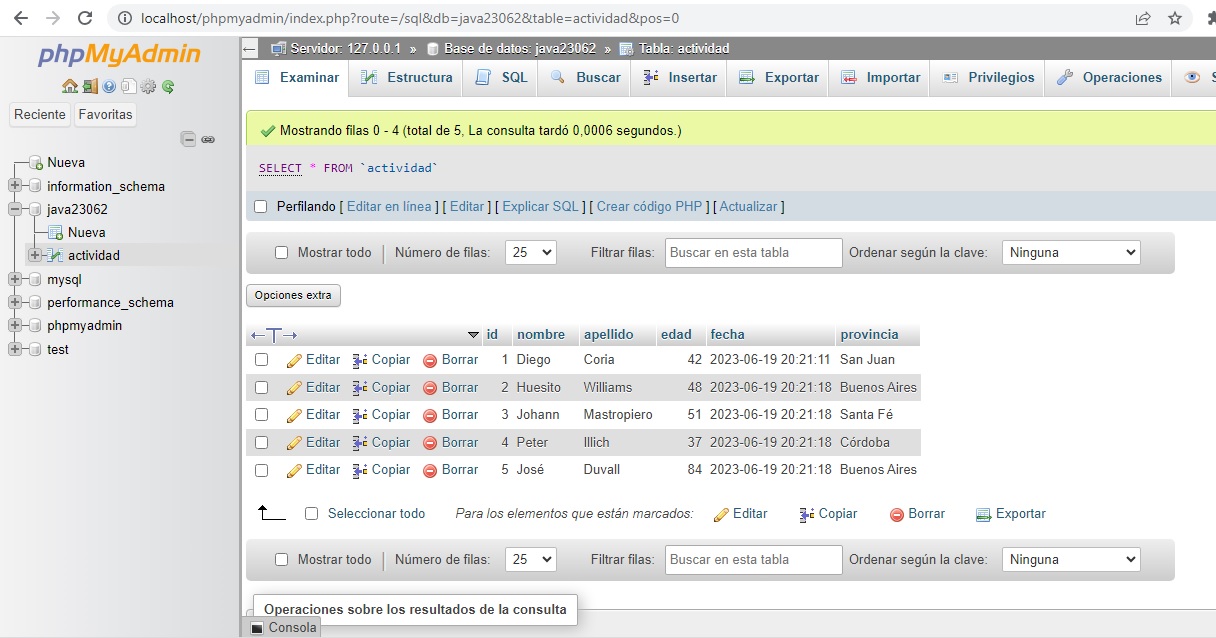 localhost/phpmyadmin/index.php?route=/sql&db=java23062&table=actividad&pos=0
phpMyAdmin
Reciente Favoritas
Nueva
information_schema
java23062
Nueva
actividad
mysql
performance_schema
phpmyadmin
test
Servidor: 127.0.0.1 » Base de datos: java23062 » Tabla: actividad
Examinar Estructura SQL Buscar Insertar Exportar Importar Privilegios Operaciones S
Mostrando filas 0 - 4 (total de 5, La consulta tardó 0,0006 segundos.)
SELECT * FROM `actividad`
Perfilando [ Editar en línea ] [ Editar ] [ Explicar SQL ] [ Crear código PHP ] [ Actualizar ]
Mostrar todo Número de filas: 25 Filtrar filas: Buscar en esta tabla Ordenar según la clave: Ninguna
Opciones extra
←T→ id nombre apellido edad fecha provincia
Editar Copiar Borrar 1 Diego Coria 42 2023-06-19 20:21:11 San Juan
Editar Copiar Borrar 2 Huesito Williams 48 2023-06-19 20:21:18 Buenos Aires
Editar Copiar Borrar 3 Johann Mastropiero 51 2023-06-19 20:21:18 Santa Fé
Editar Copiar Borrar 4 Peter Illich 37 2023-06-19 20:21:18 Córdoba
Editar Copiar Borrar 5 José Duvall 84 2023-06-19 20:21:18 Buenos Aires
Seleccionar todo Para los elementos que están marcados: Editar Copiar Borrar Exportar
Mostrar todo Número de filas: 25 Filtrar filas: Buscar en esta tabla Ordenar según la clave: Ninguna
Operaciones sobre los resultados de la consulta
Consola